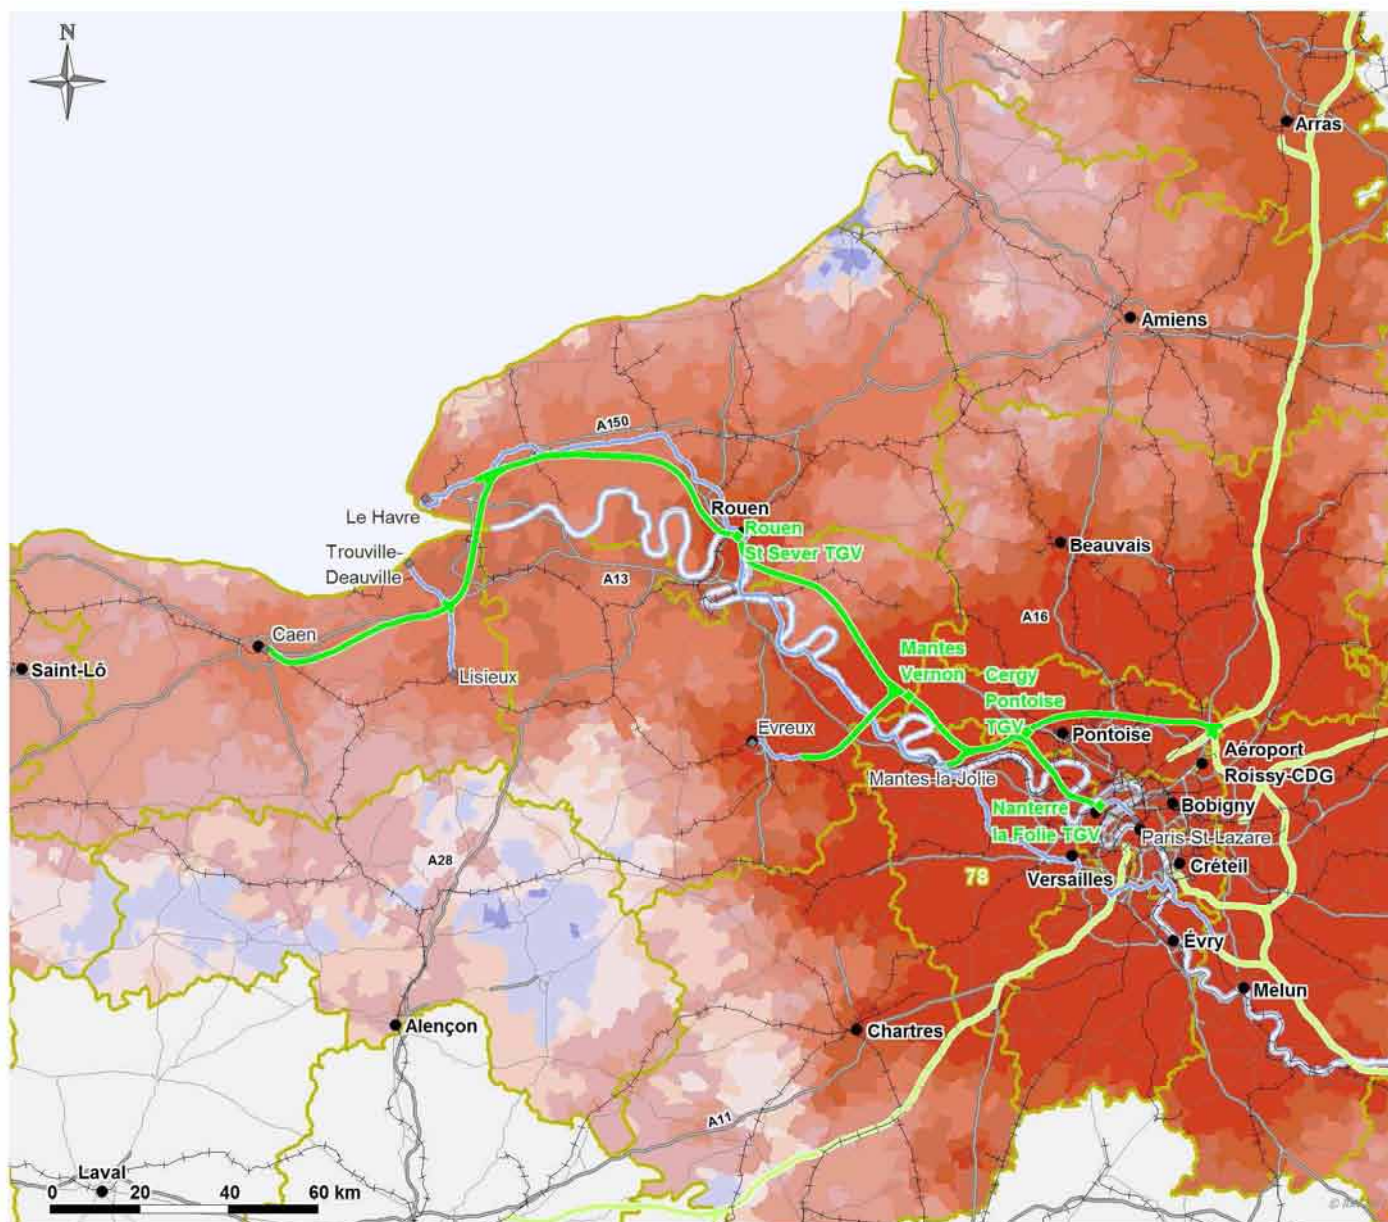 N
Arras
Amiens
A150
Le Havre
Rouen
Rouen
St Sever TGV
Trouville-
Deauville
A13
Beauvais
A16
Caen
Saint-Lô
Lisieux
Mantes
Vernon
Cergy
Pontoise
TGV
Pontoise
Evreux
Aéroport
Roissy-CDG
Mantes-la-Jolie
Bobigny
Nanterre
la Folie TGV
Paris-St-Lazare
A28
78
Versailles
Créteil
Évry
Melun
Alençon
Chartres
A11
Laval
0 20 40 60 km